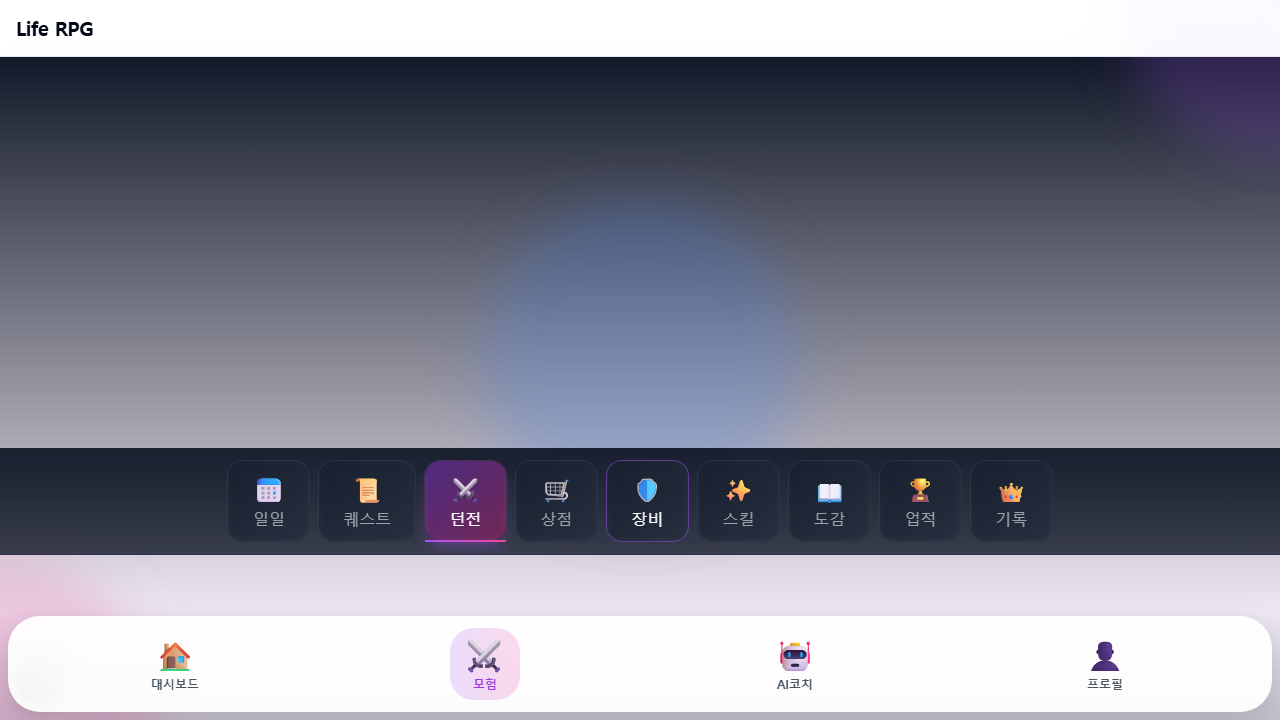 Life RPG
일일
퀘스트
던전
상점
장비
스킬
도감
업적
기록
대시보드
모험
AI코치
프로필